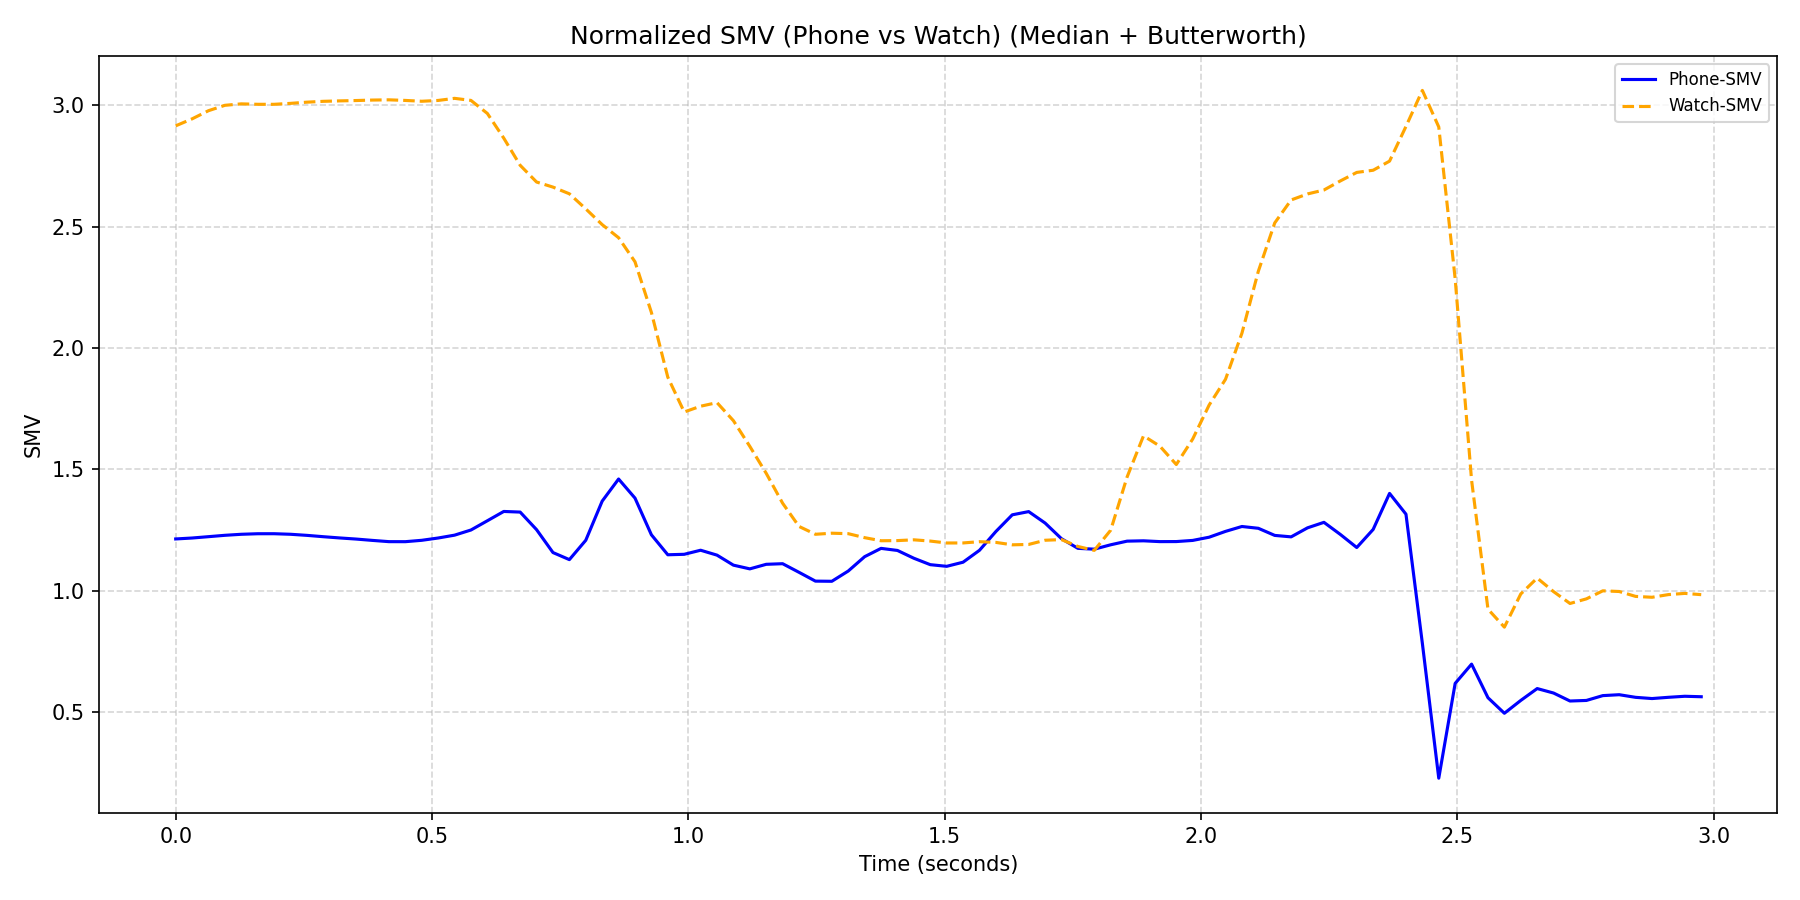 Normalized SMV (Phone vs Watch) (Median + Butterworth)
Phone-SMV
Watch-SMV
3.0
2.5
2.0
1.5
1.0
0.5
SMV
0.0 0.5 1.0 1.5 2.0 2.5 3.0
Time (seconds)